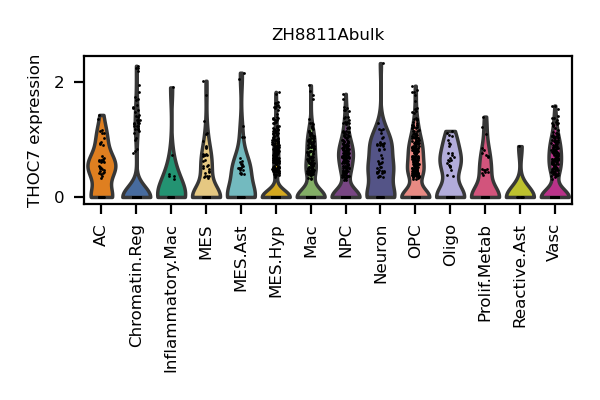 ZH8811Abulk
THOC7 expression
2
0
AC
Chromatin.Reg
Inflammatory.Mac
MES
MES.Ast
MES.Hyp
Mac
NPC
Neuron
OPC
Oligo
Prolif.Metab
Reactive.Ast
Vasc